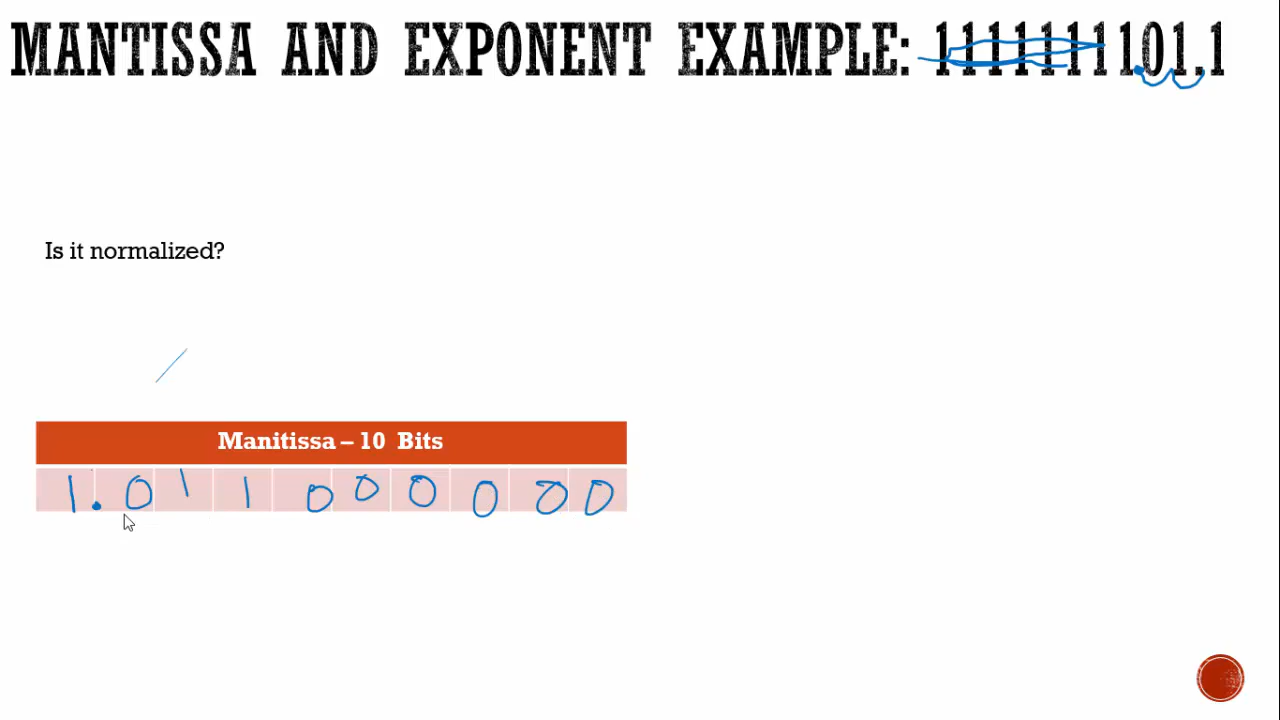 MANTISSA AND EXPONENT EXAMPLE: 1111111101.1
Is it normalized?
Manitissa – 10 Bits
1 . 0 1 1 0 0 0 0 0 0